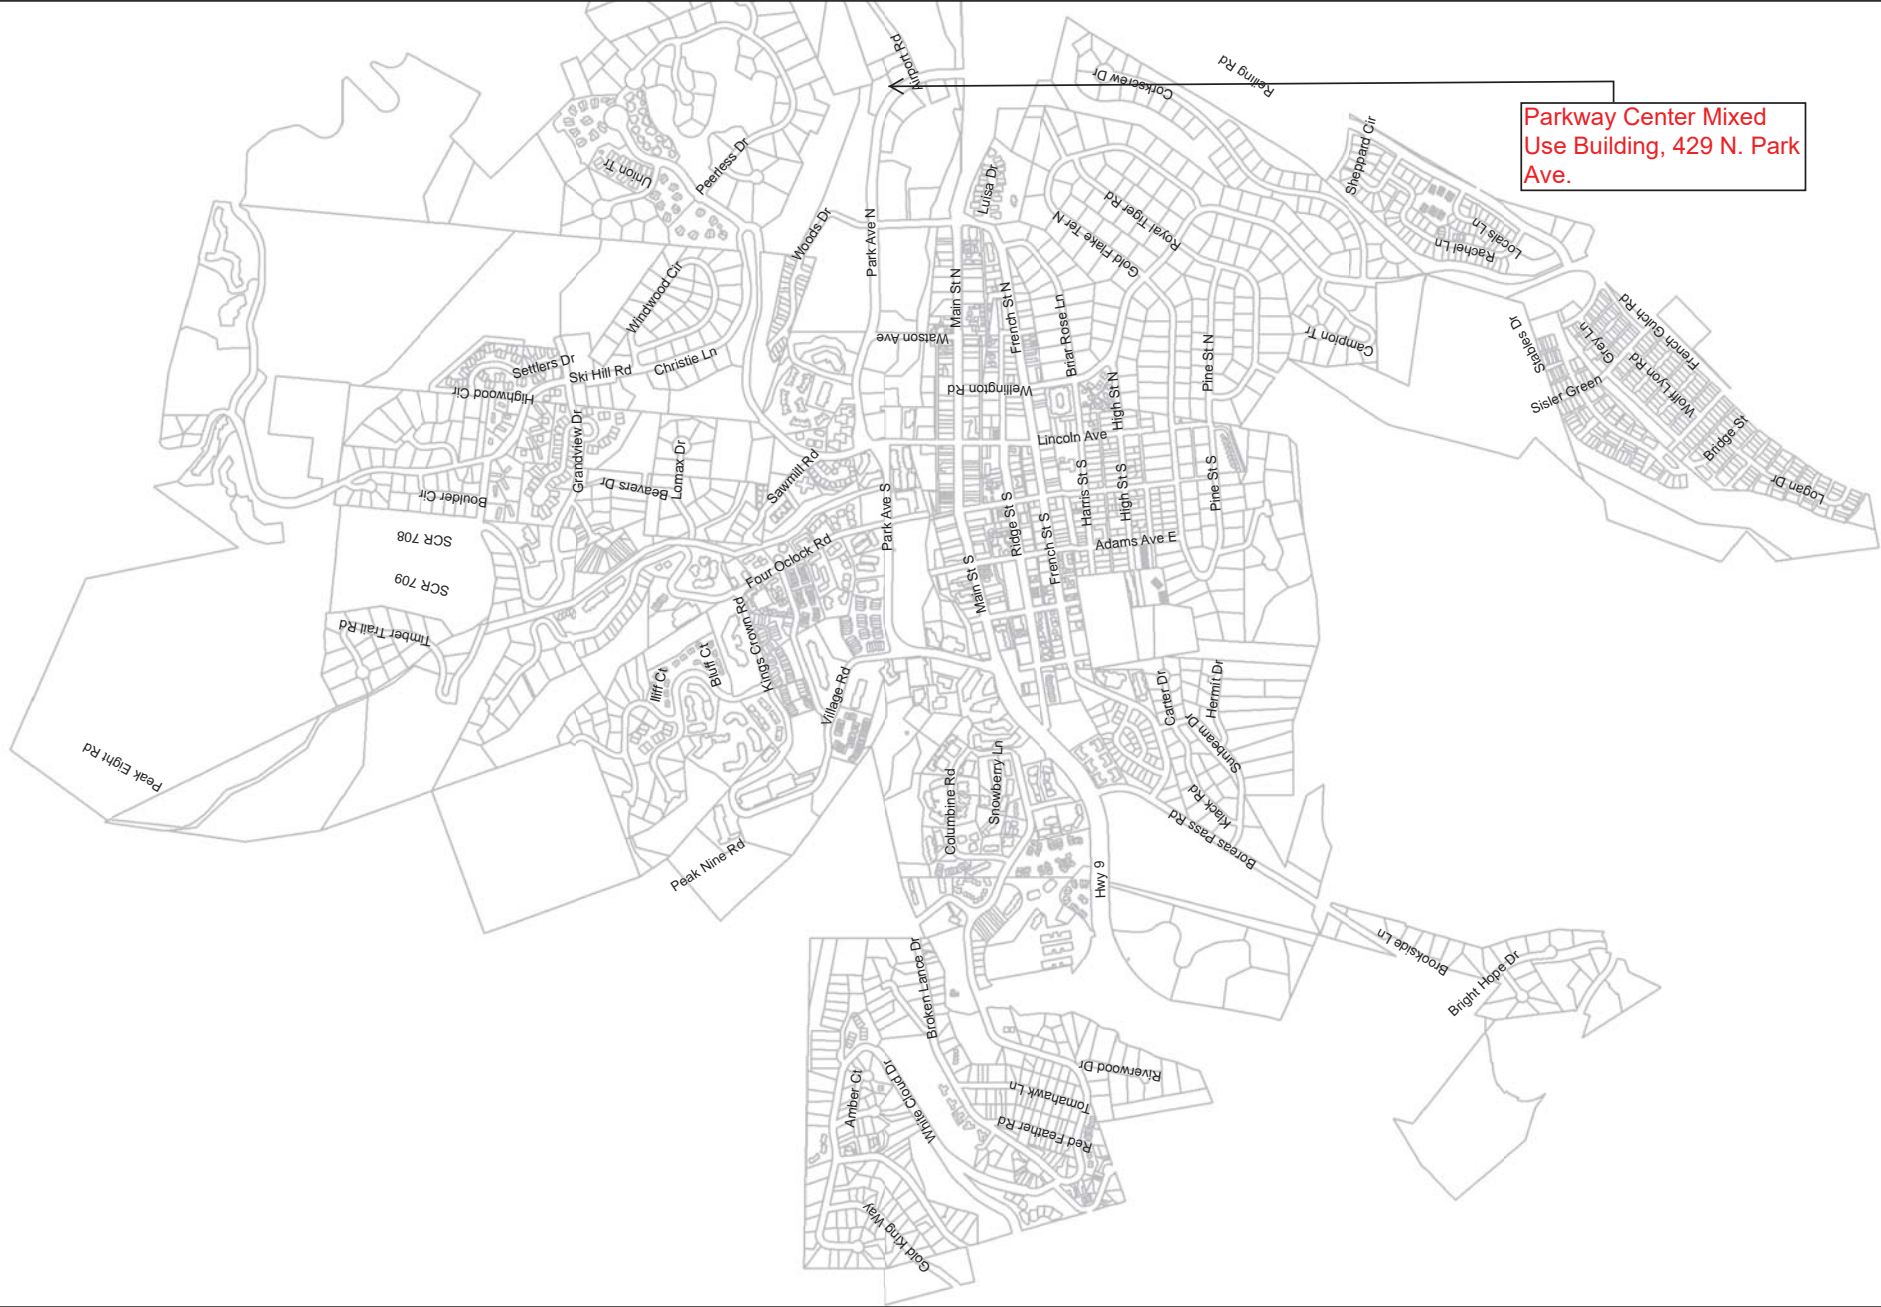 Airport Rd
Corkscrew Dr
Reiling Rd
Parkway Center Mixed
Use Building, 429 N. Park
Ave.
Union Tr
Peerless Dr
Luisa Dr
Sheppard Cir
Woods Dr
Park Ave N
Gold Flake Ter N
Royal Tiger Rd
Locals Ln
Rachel Ln
Windwood Cir
Main St N
French St N
Briar Rose Ln
Watson Ave
Pine St N
Campion Tr
Stables Dr
Grey Ln
French Gulch Rd
Wolff Lyon Rd
Sisler Green
Bridge St
Logan Dr
Settlers Dr
Ski Hill Rd
Christie Ln
Highwood Cir
Wellington Rd
High St N
Lincoln Ave
Grandview Dr
Beavers Dr
Lomax Dr
Sawmill Rd
Boulder Cir
Park Ave S
Ridge St S
French St S
Harris St S
High St S
Pine St S
Adams Ave E
SCR 708
SCR 709
Four Oclock Rd
Main St S
Timber Trail Rd
Kings Crown Rd
Bluff Ct
Iliff Ct
Village Rd
Carter Dr
Hermit Dr
Sunbeam Dr
Peak Eight Rd
Columbine Rd
Snowberry Ln
Klack Rd
Boreas Pass Rd
Peak Nine Rd
Hwy 9
Broken Lance Dr
Brookside Ln
Bright Hope Dr
Amber Ct
White Cloud Dr
Riverwood Dr
Tomahawk Ln
Red Feather Rd
Gold King Way